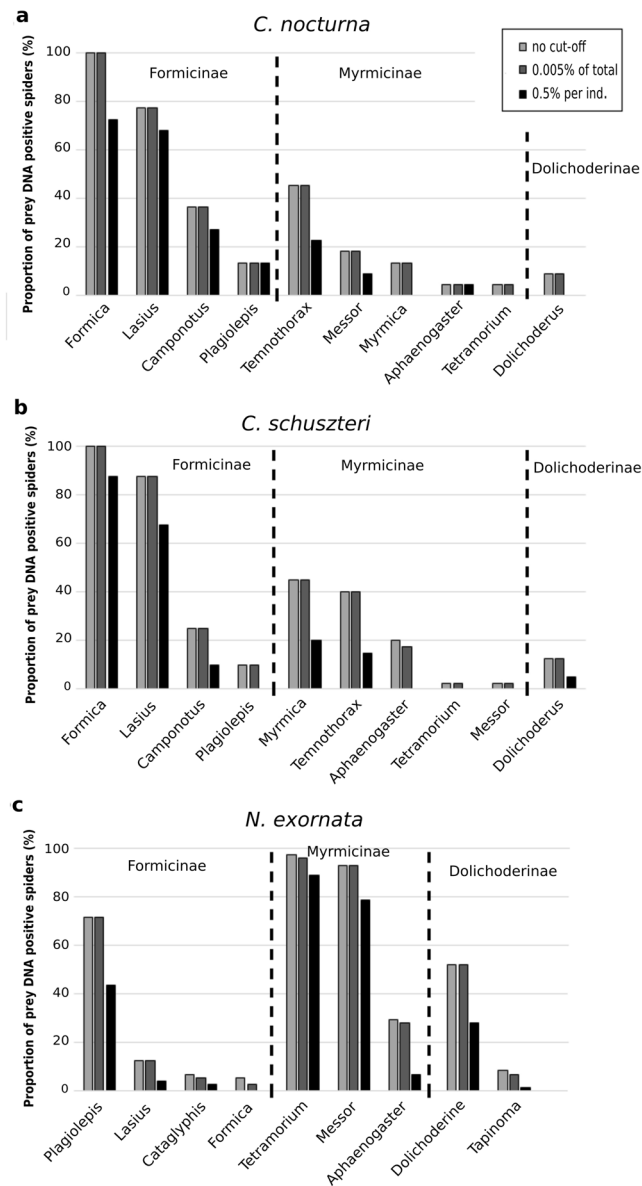 a
C. nocturna
no cut-off
0.005% of total
0.5% per ind.
Proportion of prey DNA positive spiders (%)
100
80
60
40
20
0
Formicinae
Myrmicinae
Dolichoderinae
Formica
Lasius
Camponotus
Plagiolepis
Temnothorax
Messor
Myrmica
Aphaenogaster
Tetramorium
Dolichoderus
b
C. schuszteri
Proportion of prey DNA positive spiders (%)
100
80
60
40
20
0
Formicinae
Myrmicinae
Dolichoderinae
Formica
Lasius
Camponotus
Plagiolepis
Myrmica
Temnothorax
Aphaenogaster
Tetramorium
Messor
Dolichoderus
c
N. exornata
Proportion of prey DNA positive spiders (%)
100
80
60
40
20
0
Formicinae
Myrmicinae
Dolichoderinae
Plagiolepis
Lasius
Cataglyphis
Formica
Tetramorium
Messor
Aphaenogaster
Dolichoderine
Tapinoma